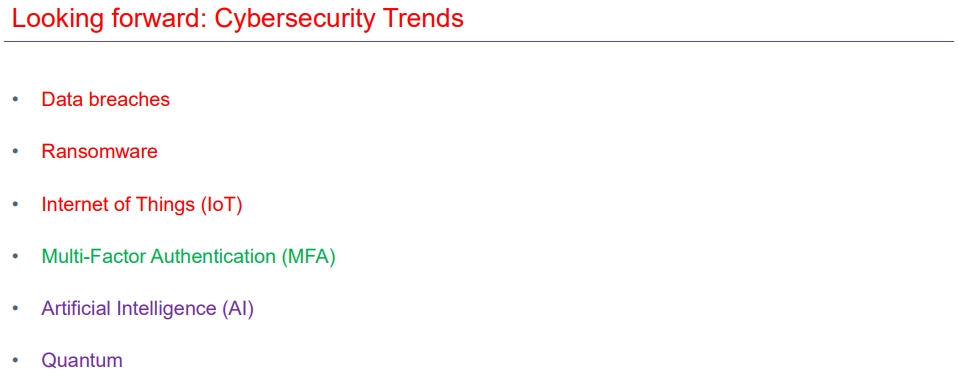 Looking forward: Cybersecurity Trends
• Data breaches
• Ransomware
• Internet of Things (IoT)
• Multi-Factor Authentication (MFA)
• Artificial Intelligence (AI)
• Quantum